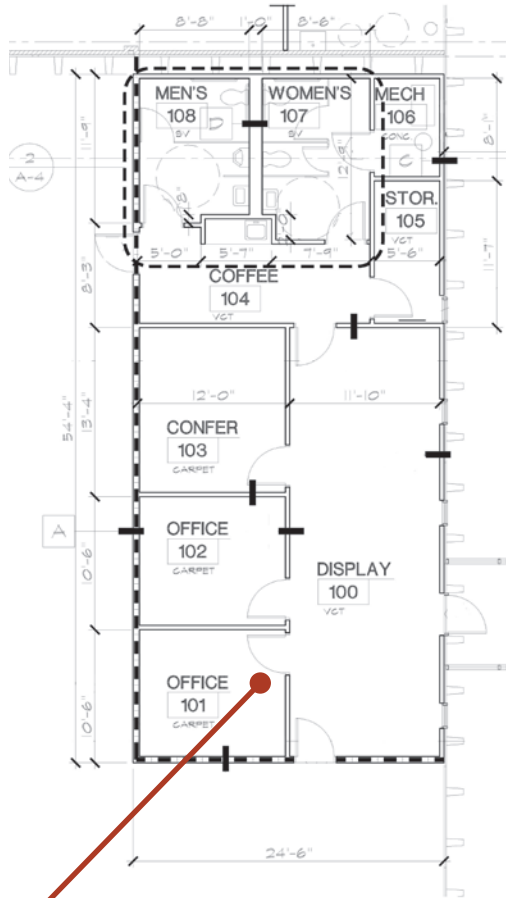 8'-8" 1'-0" 8'-6"
MEN'S
108
WOMEN'S
107
MECH
106
CONC
11'-9"
12'-9"
8'-1"
A-4
STOR.
105
VCT
5'-0" 5'-7" 7'-9" 5'-6"
COFFEE
104
VCT
8'-3"
11'-7"
12'-0" 11'-10"
CONFER
103
CARPET
54'-4"
13'-4"
A
OFFICE
102
CARPET
10'-6"
DISPLAY
100
VCT
OFFICE
101
CARPET
10'-6"
24'-6"